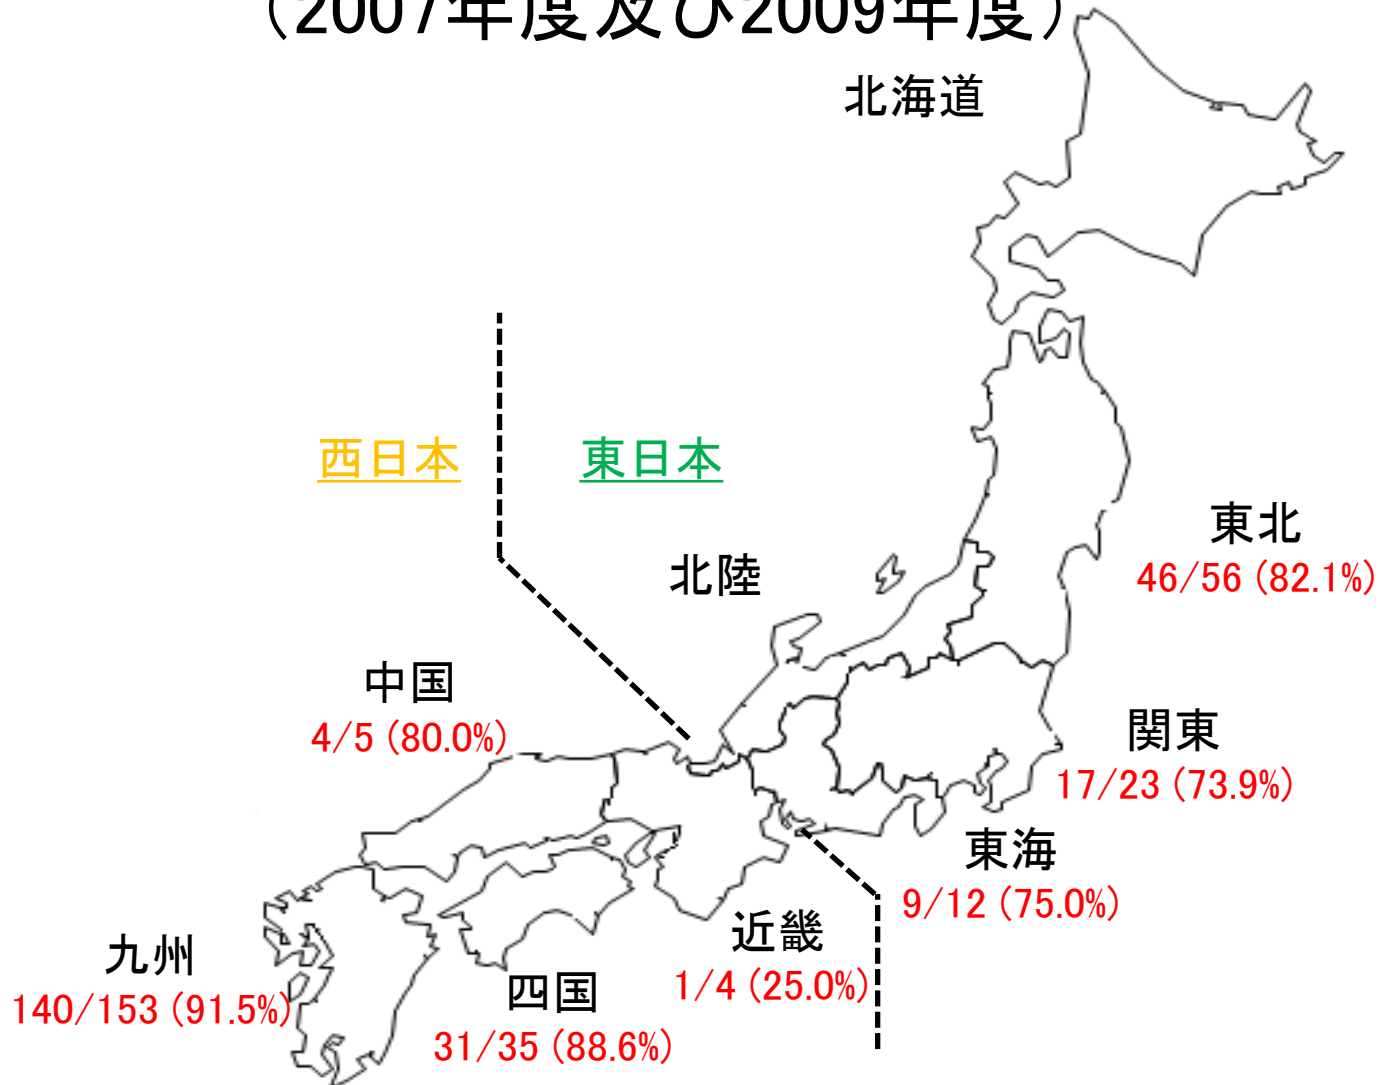 （2007年度及び2009年度）
北海道
西日本
東日本
東北
46/56 (82.1%)
北陸
中国
4/5 (80.0%)
関東
17/23 (73.9%)
東海
9/12 (75.0%)
近畿
1/4 (25.0%)
九州
140/153 (91.5%)
四国
31/35 (88.6%)